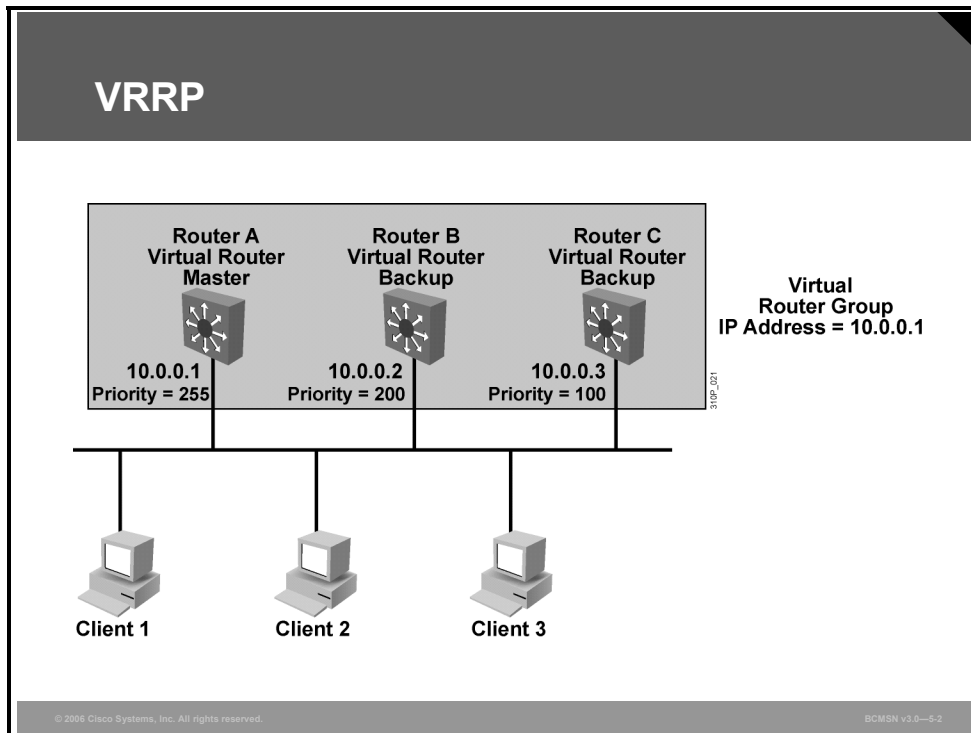 VRRP
Router A
Virtual Router
Master
Router B
Virtual Router
Backup
Router C
Virtual Router
Backup
Virtual
Router Group
IP Address = 10.0.0.1
10.0.0.1
Priority = 255
10.0.0.2
Priority = 200
10.0.0.3
Priority = 100
310P_021
Client 1
Client 2
Client 3
© 2006 Cisco Systems, Inc. All rights reserved.
BCMSN v3.0—5-2